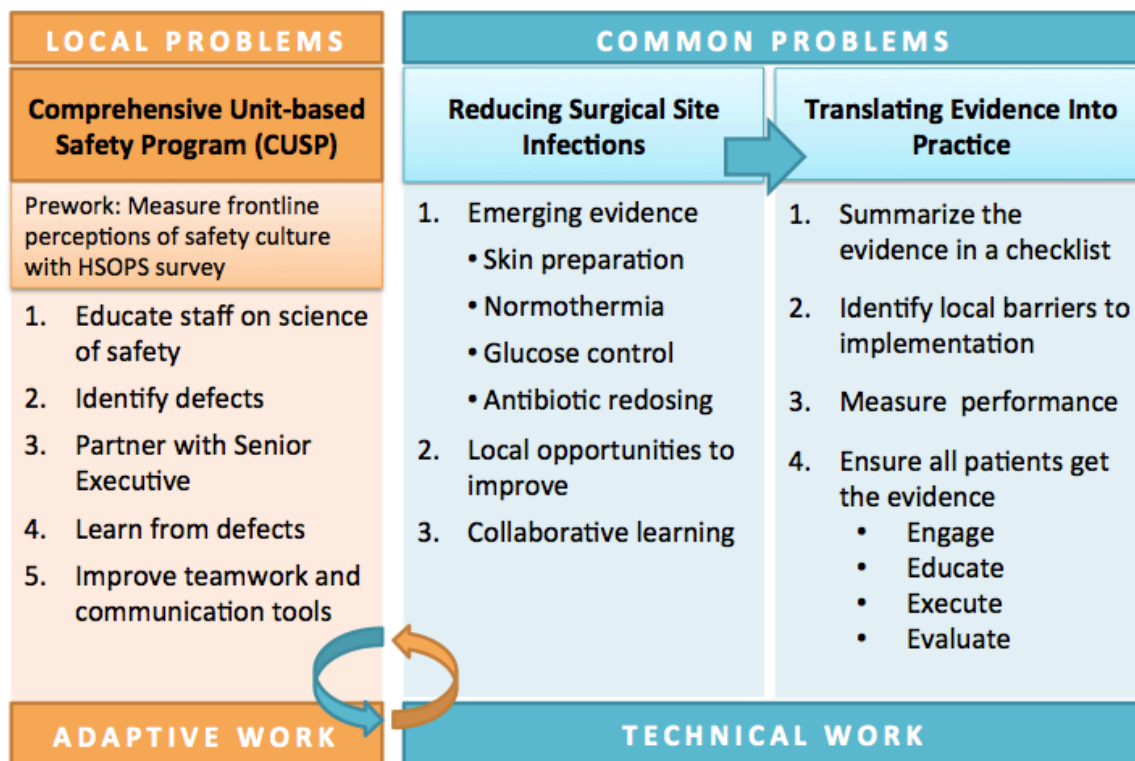 LOCAL PROBLEMS
Comprehensive Unit-based
Safety Program (CUSP)
Prework: Measure frontline
perceptions of safety culture
with HSOPS survey
1. Educate staff on science
of safety
2. Identify defects
3. Partner with Senior
Executive
4. Learn from defects
5. Improve teamwork and
communication tools
ADAPTIVE WORK
COMMON PROBLEMS
Reducing Surgical Site
Infections
1. Emerging evidence
• Skin preparation
• Normothermia
• Glucose control
• Antibiotic redosing
2. Local opportunities to
improve
3. Collaborative learning
Translating Evidence Into
Practice
1. Summarize the
evidence in a checklist
2. Identify local barriers to
implementation
3. Measure performance
4. Ensure all patients get
the evidence
• Engage
• Educate
• Execute
• Evaluate
TECHNICAL WORK